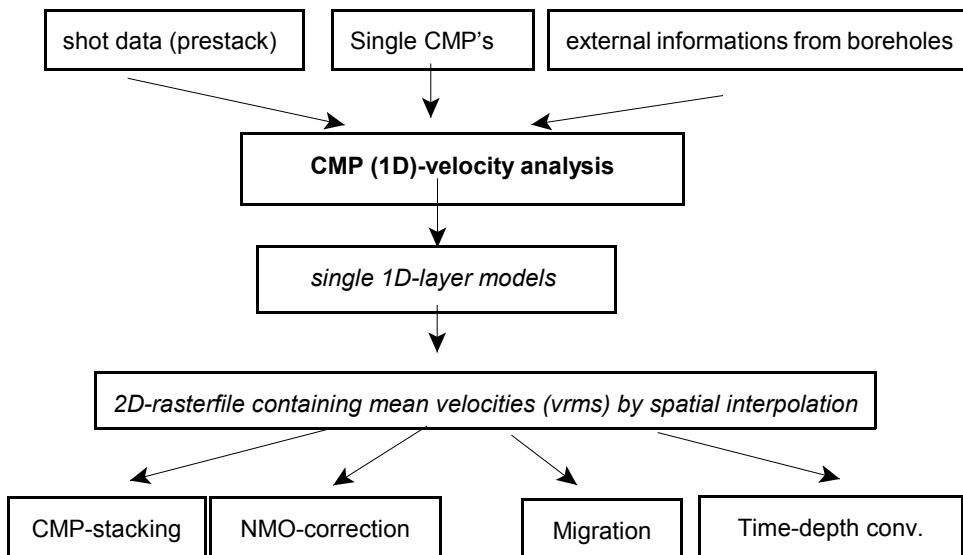 shot data (prestack)
Single CMP’s
external informations from boreholes
CMP (1D)-velocity analysis
single 1D-layer models
2D-rasterfile containing mean velocities (vrms) by spatial interpolation
CMP-stacking
NMO-correction
Migration
Time-depth conv.